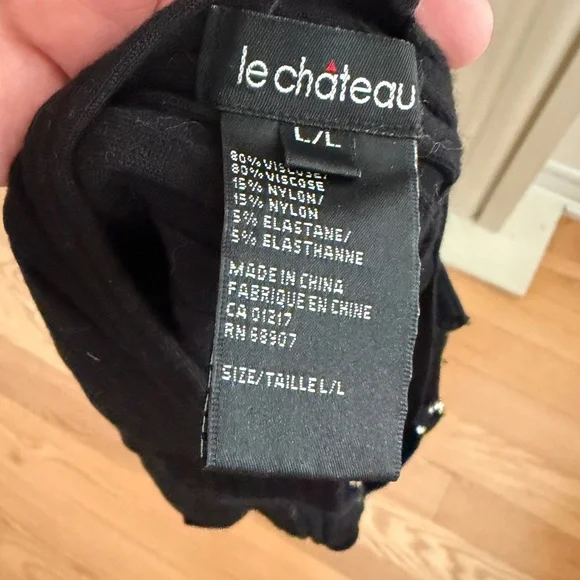 le château
L/L
80% VISCOSE/
80% VISCOSE
15% NYLON/
15% NYLON
5% ELASTANE/
5% ELASTHANNE
MADE IN CHINA
FABRIQUE EN CHINE
CA 01217
RN 68907
SIZE/TAILLE L/L